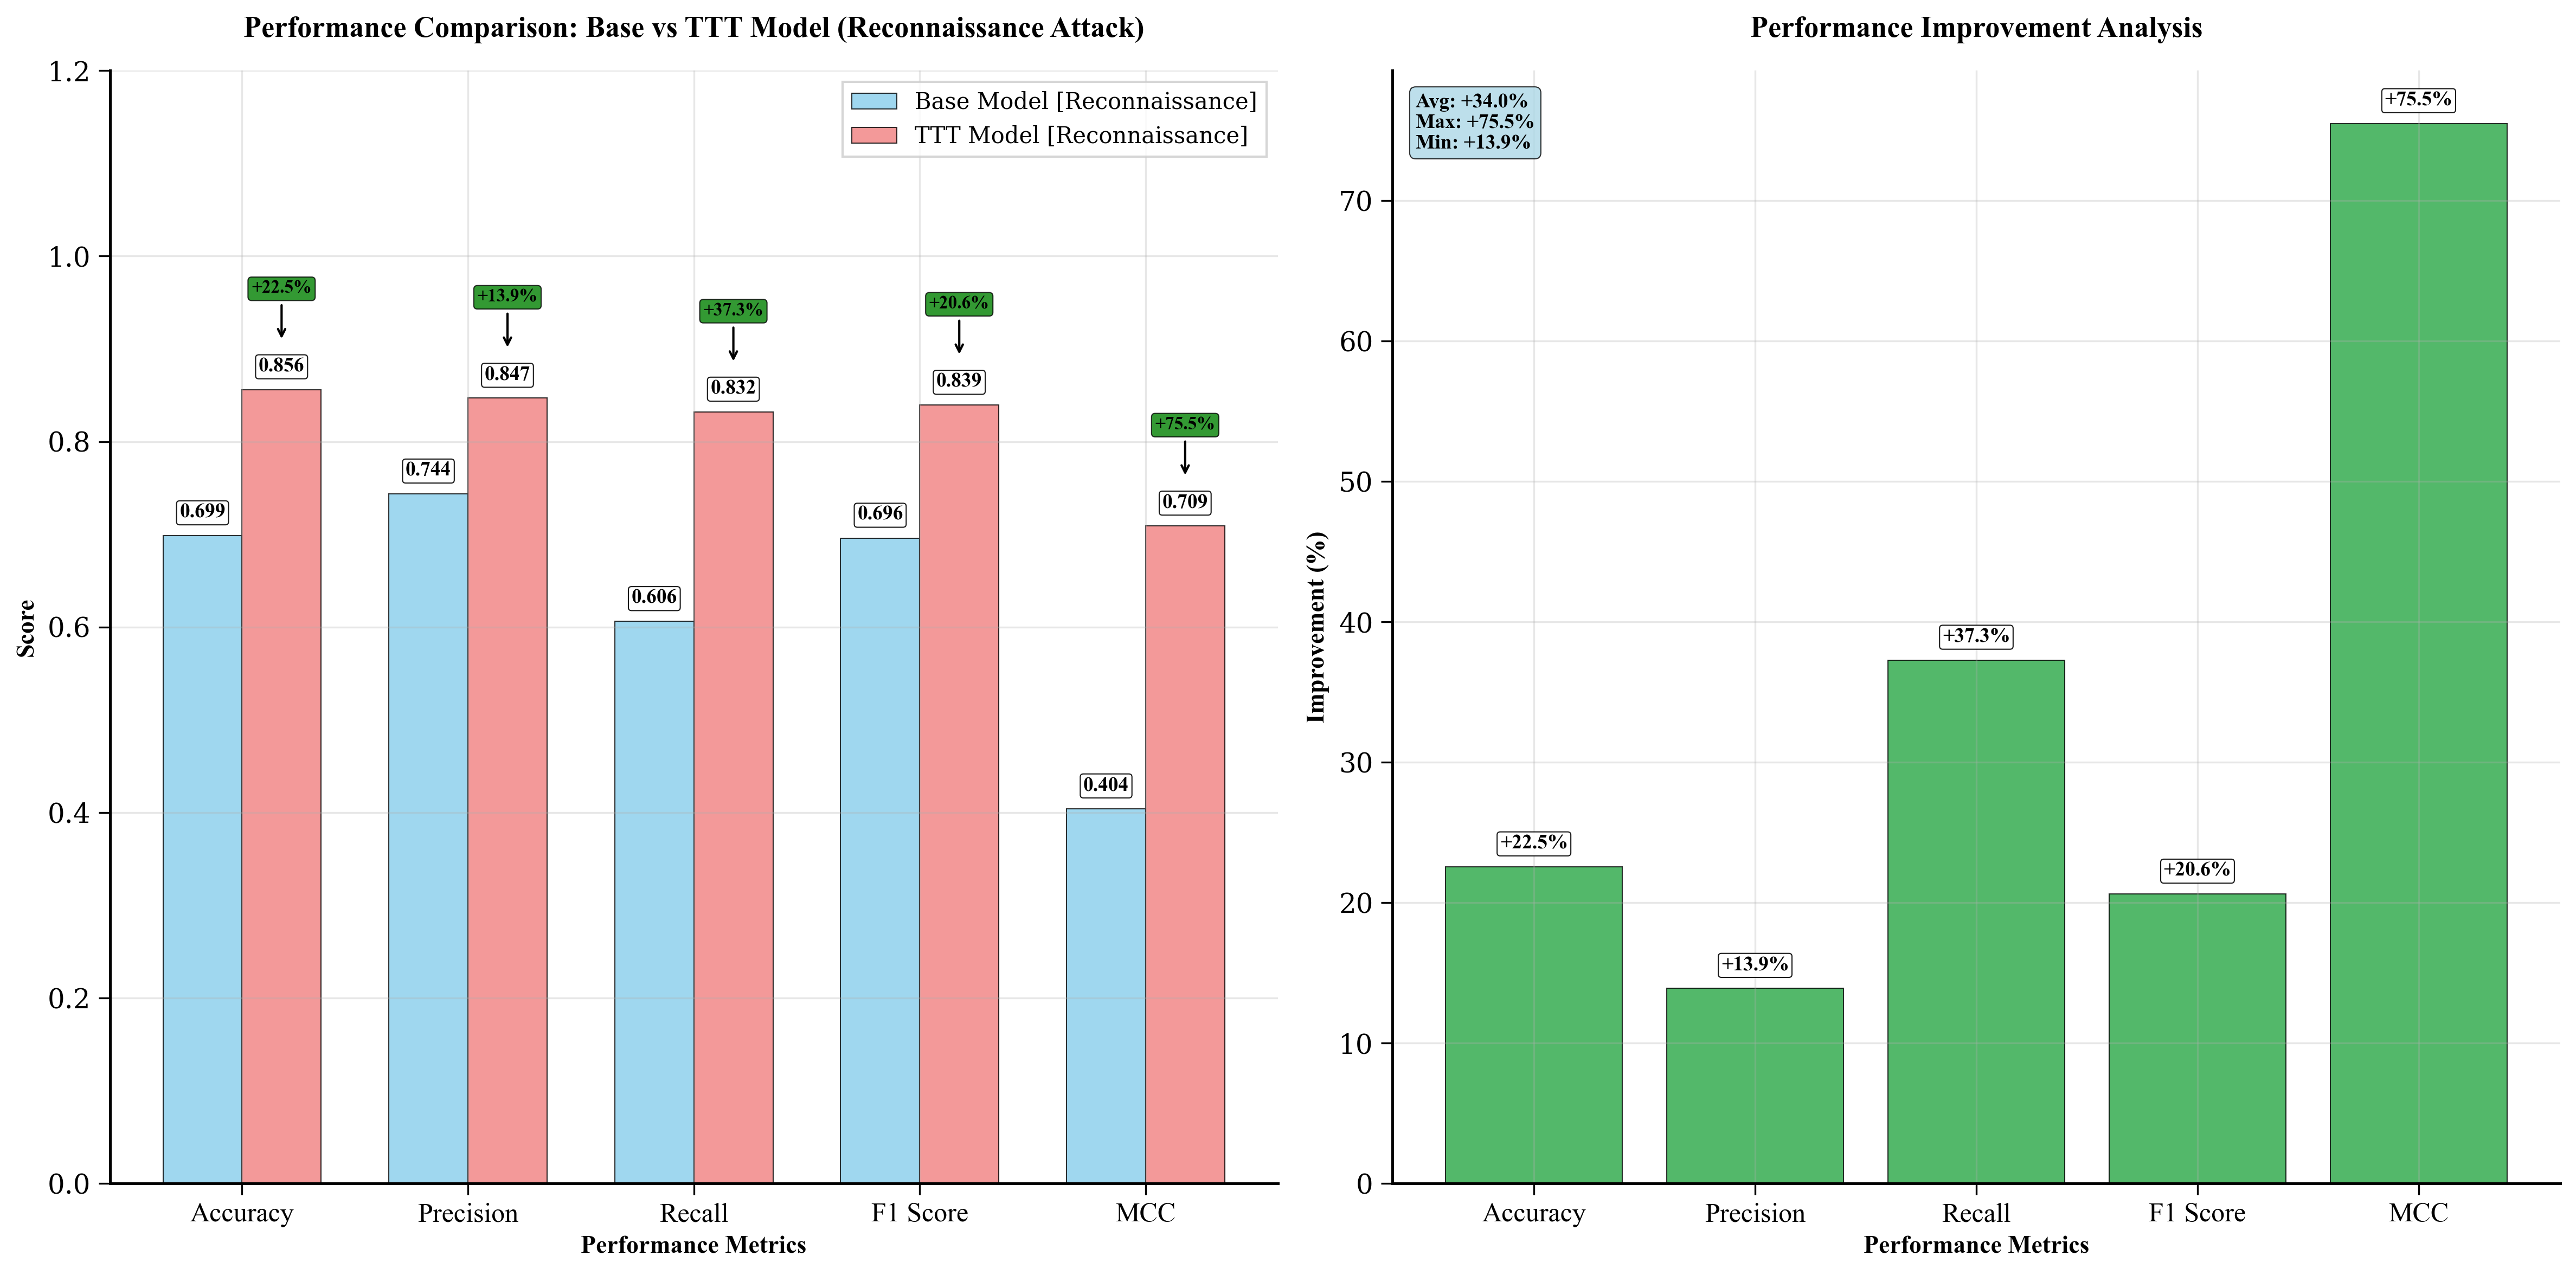 Performance Comparison: Base vs TTT Model (Reconnaissance Attack)
Base Model [Reconnaissance]
TTT Model [Reconnaissance]
Score
1.2
1.0
0.8
0.6
0.4
0.2
0.0
+22.5%
+13.9%
+37.3%
+20.6%
+75.5%
0.699
0.856
0.744
0.847
0.606
0.832
0.696
0.839
0.404
0.709
Accuracy
Precision
Recall
F1 Score
MCC
Performance Metrics
Performance Improvement Analysis
Avg: +34.0%
Max: +75.5%
Min: +13.9%
Improvement (%)
70
60
50
40
30
20
10
0
+22.5%
+13.9%
+37.3%
+20.6%
+75.5%
Accuracy
Precision
Recall
F1 Score
MCC
Performance Metrics